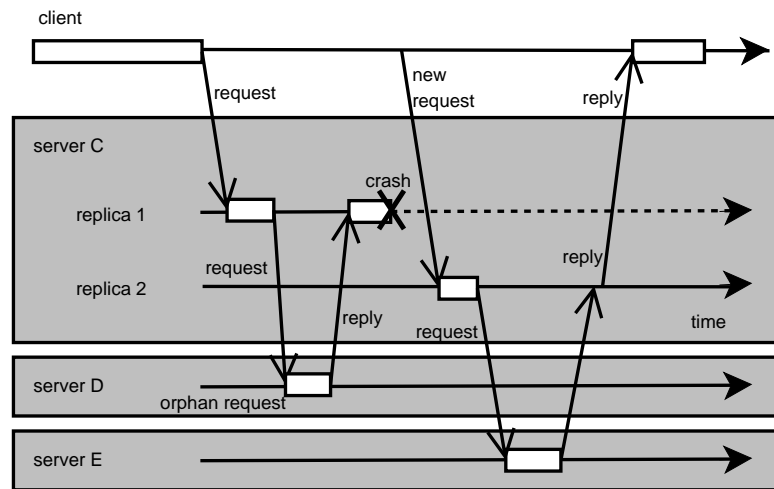 client
request
new
request
reply
server C
crash
replica 1
request
reply
replica 2
reply
request
time
server D
orphan request
server E